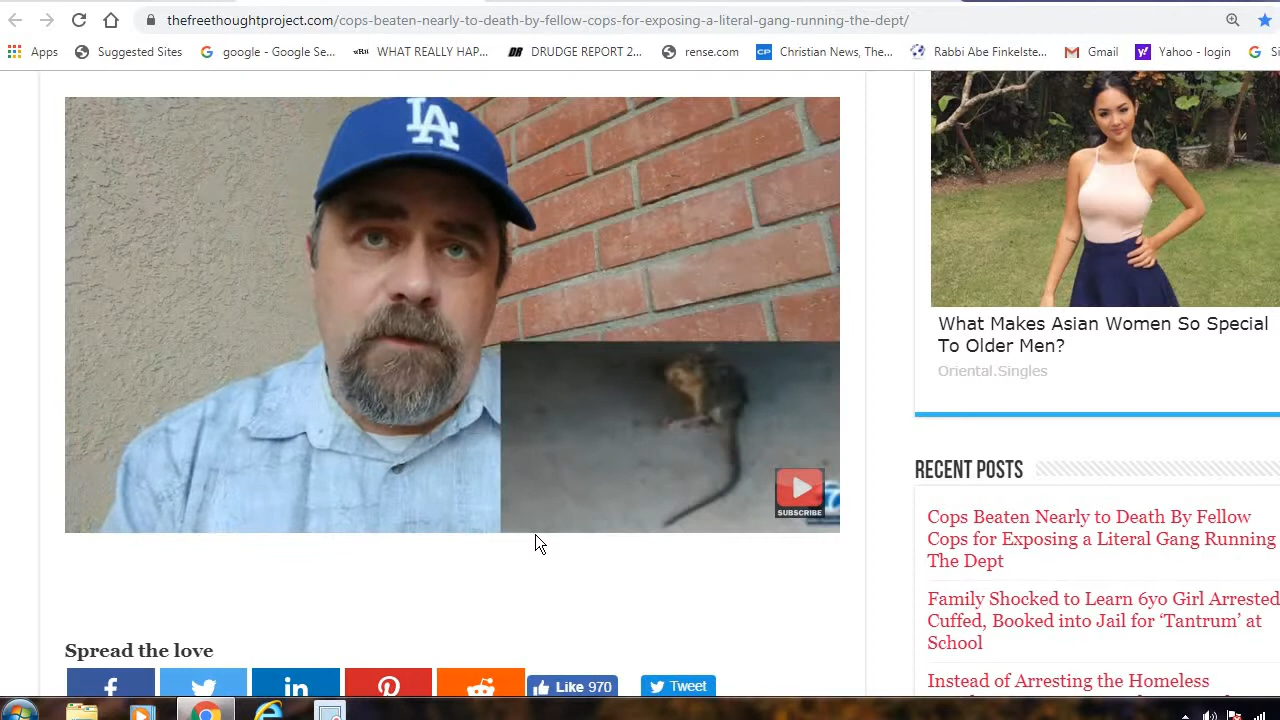 thefreethoughtproject.com/cops-beaten-nearly-to-death-by-fellow-cops-for-exposing-a-literal-gang-running-the-dept/
Apps
Suggested Sites
google - Google Se...
WHAT REALLY HAP...
DRUDGE REPORT 2...
rense.com
Christian News, The...
Rabbi Abe Finkelste...
Gmail
Yahoo - login
Si
LA
7
SUBSCRIBE
What Makes Asian Women So Special
To Older Men?
Oriental.Singles
RECENT POSTS
Cops Beaten Nearly to Death By Fellow
Cops for Exposing a Literal Gang Running
The Dept
Family Shocked to Learn 6yo Girl Arrested
Cuffed, Booked into Jail for ‘Tantrum’ at
School
Instead of Arresting the Homeless
Spread the love
Like 970
Tweet